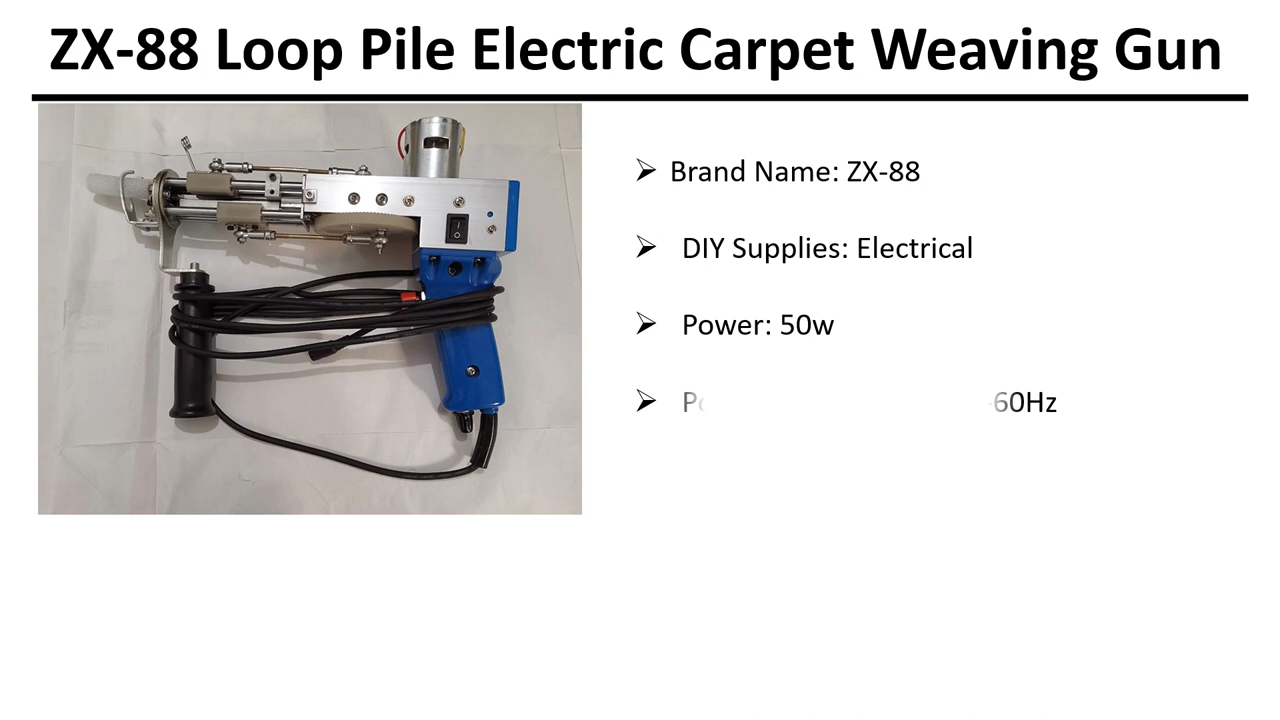 ZX-88 Loop Pile Electric Carpet Weaving Gun
Brand Name: ZX-88
DIY Supplies: Electrical
Power: 50w
60Hz